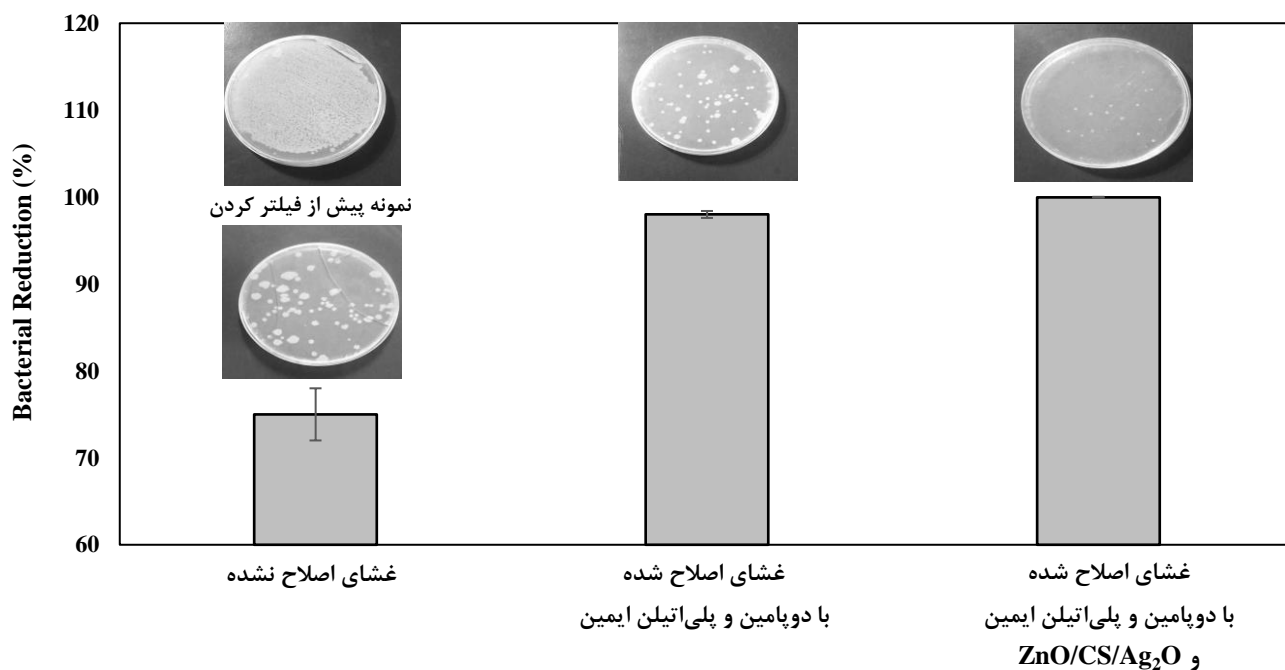 Bacterial Reduction (%)
120
110
100
90
80
70
60
نمونه پیش از فیلتر کردن
غشای اصلاح نشده
غشای اصلاح شده
با دوپامین و پلی‌اتیلن ایمین
غشای اصلاح شده
با دوپامین و پلی‌اتیلن ایمین
و ZnO/CS/Ag₂O